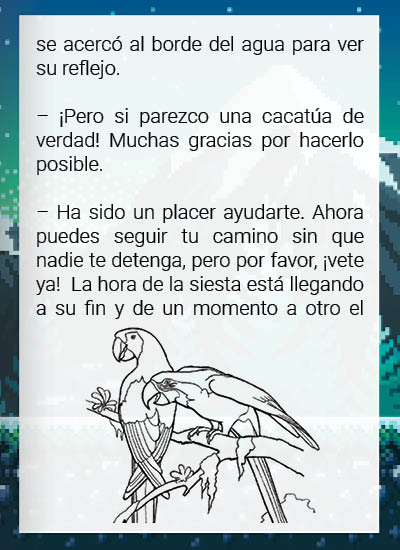 se acercó al borde del agua para ver
su reflejo.
– ¡Pero si parezco una cacatúa de
verdad! Muchas gracias por hacerlo
posible.
– Ha sido un placer ayudarte. Ahora
puedes seguir tu camino sin que
nadie te detenga, pero por favor, ¡vete
ya! La hora de la siesta está llegando
a su fin y de un momento a otro el